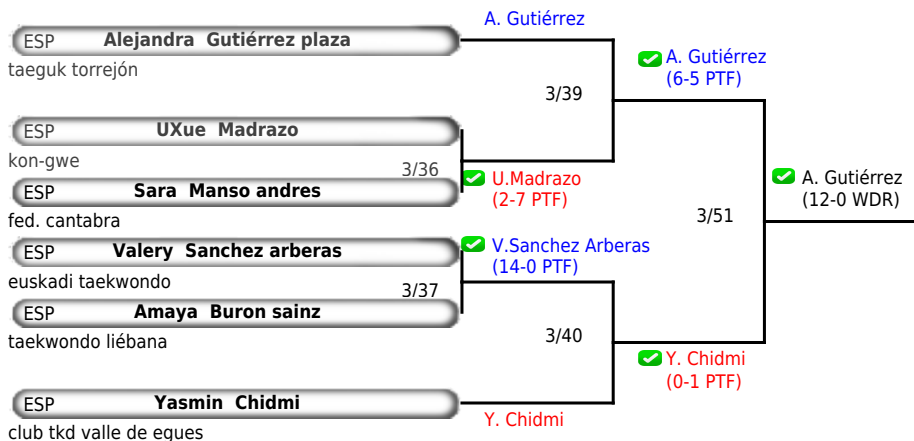 A. Gutiérrez
ESP Alejandra Gutiérrez plaza
taeguk torrejón
A. Gutiérrez
(6-5 PTF)
3/39
ESP UXue Madrazo
kon-gwe
3/36
U.Madrazo
(2-7 PTF)
ESP Sara Manso andres
fed. cantabra
A. Gutiérrez
(12-0 WDR)
3/51
ESP Valery Sanchez arberas
euskadi taekwondo
V.Sanchez Arberas
(14-0 PTF)
3/37
ESP Amaya Buron sainz
taekwondo liébana
3/40
Y. Chidmi
(0-1 PTF)
ESP Yasmin Chidmi
club tkd valle de egues
Y. Chidmi